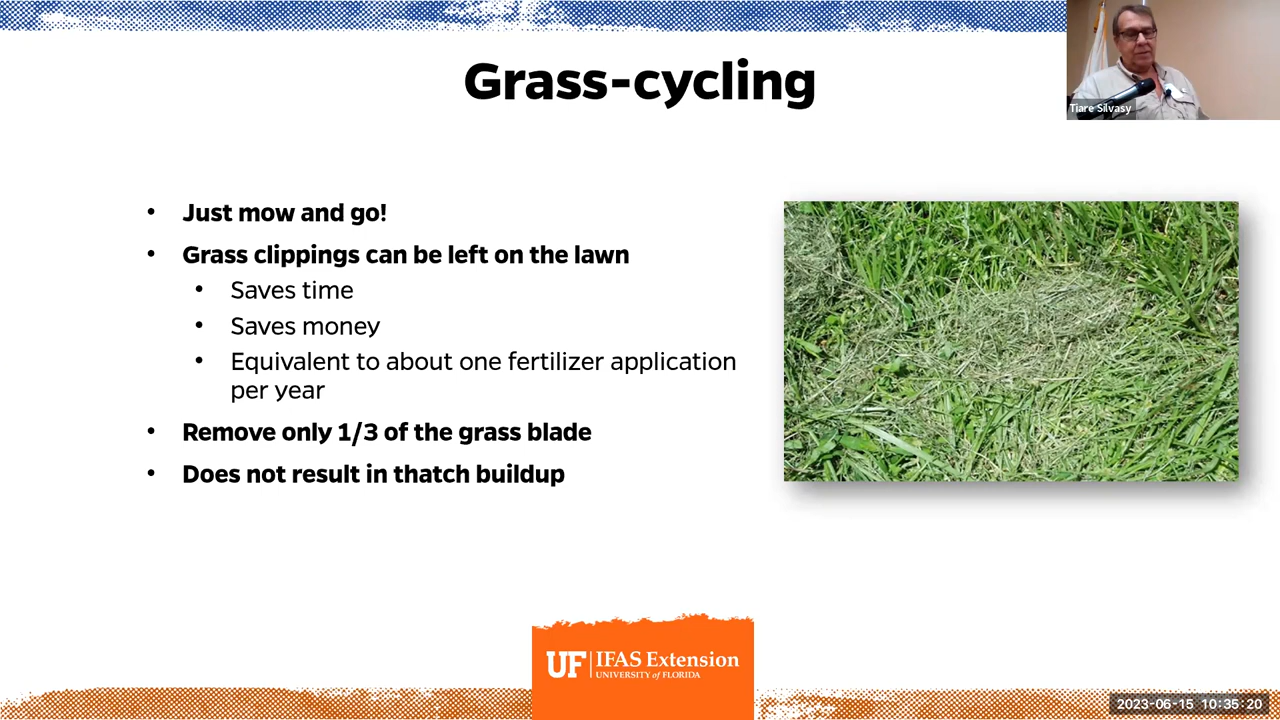 Grass-cycling
Tiare Silvasy
• Just mow and go!
• Grass clippings can be left on the lawn
• Saves time
• Saves money
• Equivalent to about one fertilizer application
per year
• Remove only 1/3 of the grass blade
• Does not result in thatch buildup
UF IFAS Extension
UNIVERSITY of FLORIDA
2023-06-15 10:35:20